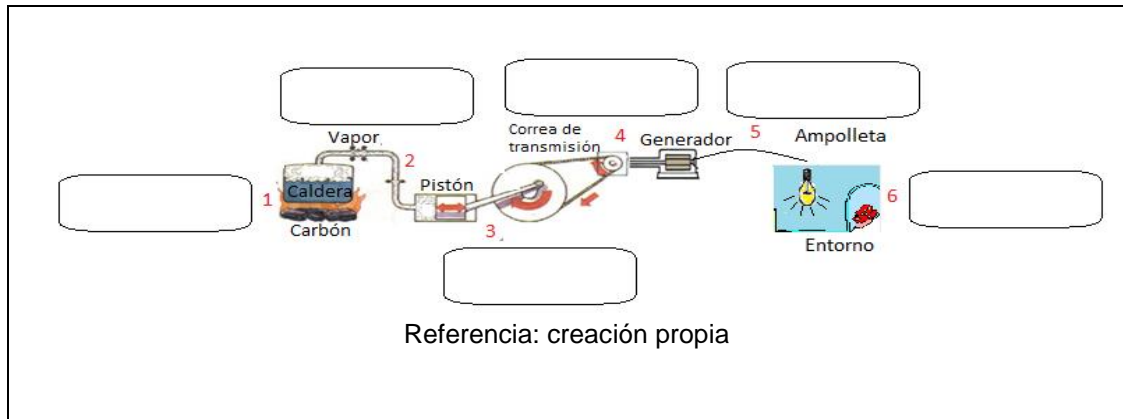 Correa de
transmisión
4
Generador
5
Ampolleta
Vapor
2
1
Caldera
Pistón
6
Carbón
3
Entorno
Referencia: creación propia